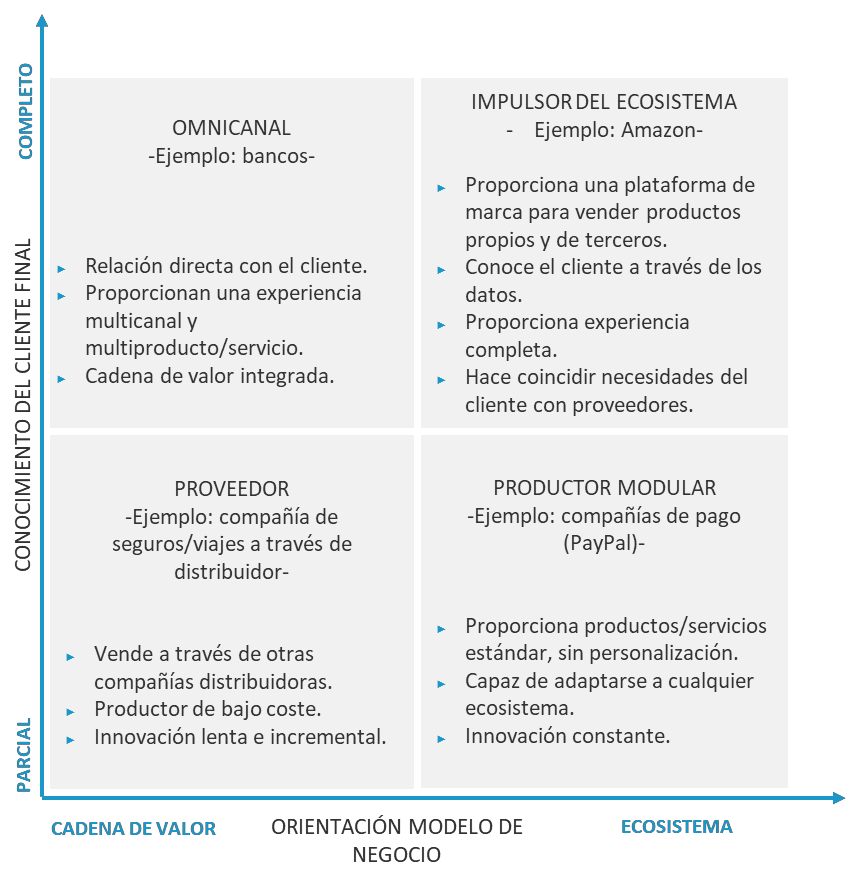 COMPLETO
CONOCIMIENTO DEL CLIENTE FINAL
PARCIAL
OMNICANAL
-Ejemplo: bancos-
► Relación directa con el cliente.
► Proporcionan una experiencia
multicanal y
multiproducto/servicio.
► Cadena de valor integrada.
IMPULSOR DEL ECOSISTEMA
- Ejemplo: Amazon-
► Proporciona una plataforma de
marca para vender productos
propios y de terceros.
► Conoce el cliente a través de los
datos.
► Proporciona experiencia
completa.
► Hace coincidir necesidades del
cliente con proveedores.
PROVEEDOR
-Ejemplo: compañía de
seguros/viajes a través de
distribuidor-
► Vende a través de otras
compañías distribuidoras.
► Productor de bajo coste.
► Innovación lenta e incremental.
PRODUCTOR MODULAR
-Ejemplo: compañías de pago
(PayPal)-
► Proporciona productos/servicios
estándar, sin personalización.
► Capaz de adaptarse a cualquier
ecosistema.
► Innovación constante.
CADENA DE VALOR
ORIENTACIÓN MODELO DE
NEGOCIO
ECOSISTEMA